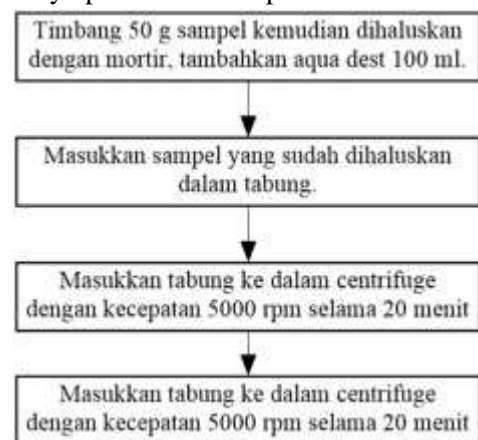 Timbang 50 g sampel kemudian dihaluskan
dengan mortir, tambahkan aqua dest 100 ml.
Masukkan sampel yang sudah dihaluskan
dalam tabung.
Masukkan tabung ke dalam centrifuge
dengan kecepatan 5000 rpm selama 20 menit
Masukkan tabung ke dalam centrifuge
dengan kecepatan 5000 rpm selama 20 menit